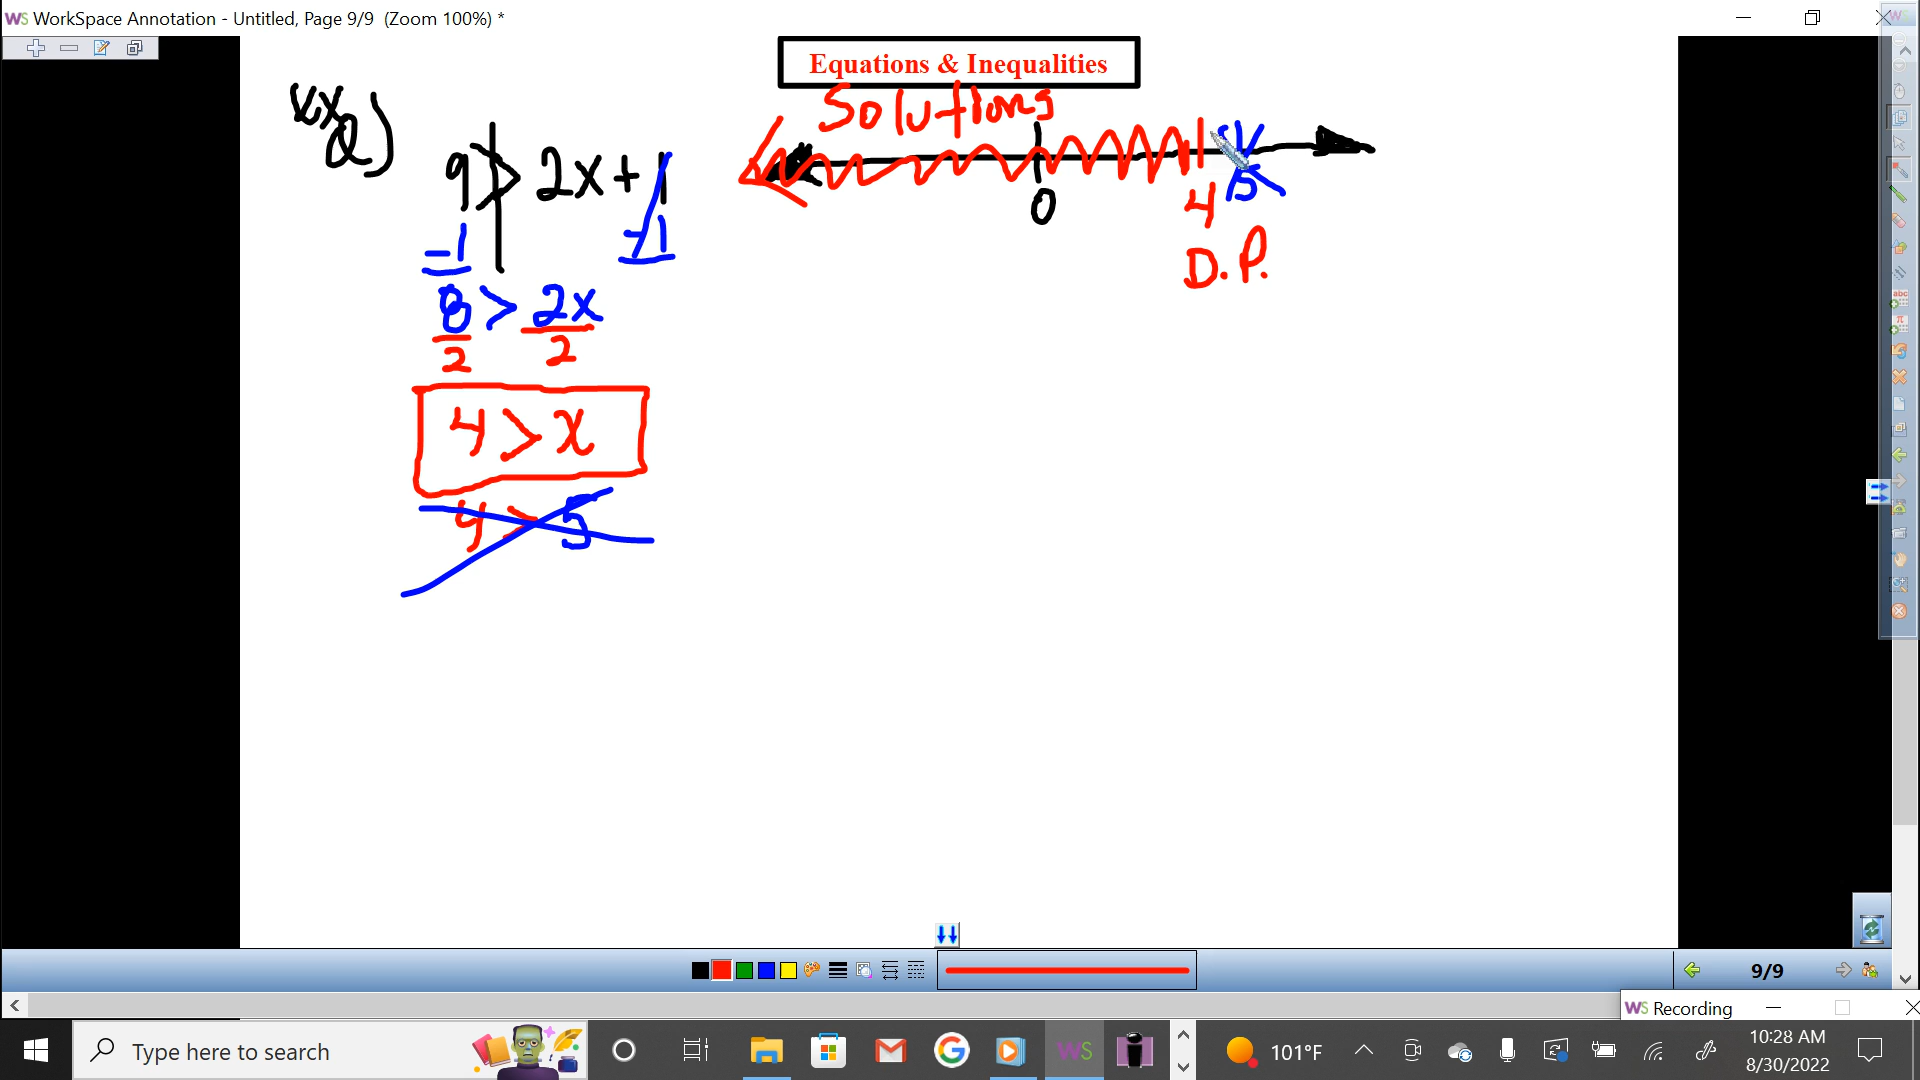 WS WorkSpace Annotation - Untitled, Page 9/9 (Zoom 100%) *
Equations & Inequalities
Solutions
Ex
2)
9 > 2x + 1
-1 -1
8 > 2x
2 2
4 > x
4 > 5
0
4
5
D.P.
9/9
WS Recording
Type here to search
WS
101°F
10:28 AM
8/30/2022